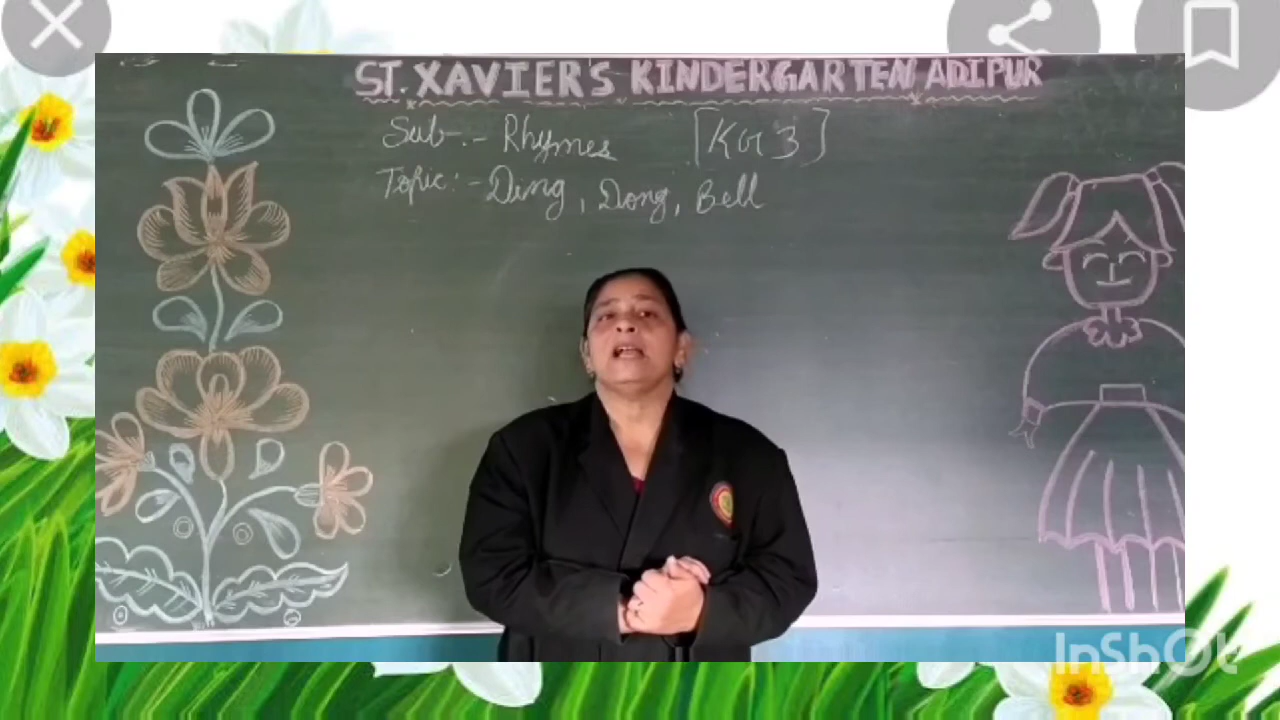 ST. XAVIER'S KINDERGARTEN ADIPUR
Sub-.- Rhymes [KG 3]
Topic:- Ding, Dong, Bell
InShOt